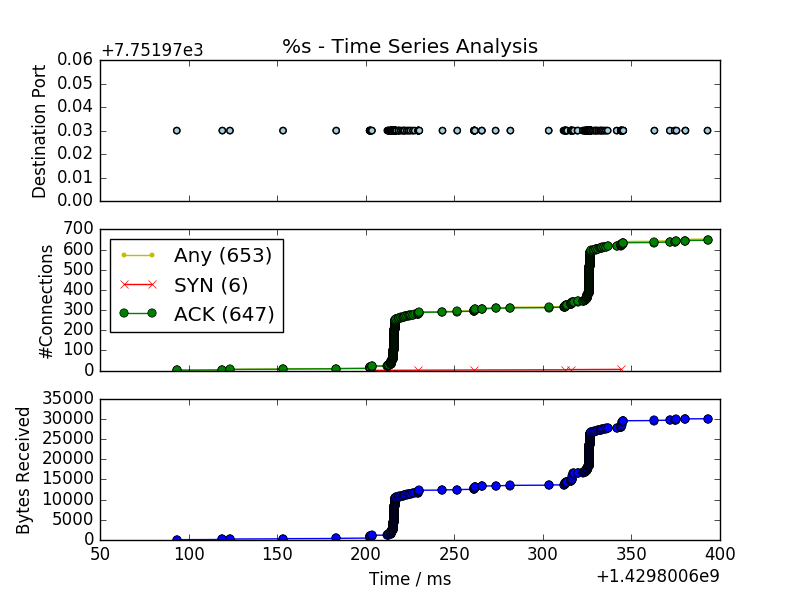 %s - Time Series Analysis
+7.75197e3
0.06
0.05
0.04
0.03
0.02
0.01
0.00
Destination Port
700
600
500
400
300
200
100
0
#Connections
Any (653)
SYN (6)
ACK (647)
35000
30000
25000
20000
15000
10000
5000
0
Bytes Received
50 100 150 200 250 300 350 400
Time / ms
+1.4298006e9